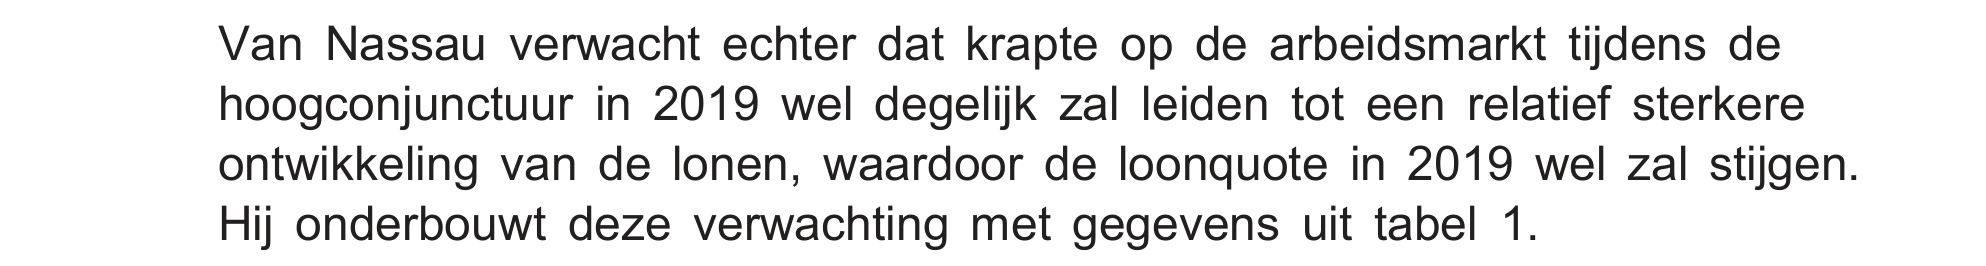 Van Nassau verwacht echter dat krapte op de arbeidsmarkt tijdens de
hoogconjunctuur in 2019 wel degelijk zal leiden tot een relatief sterkere
ontwikkeling van de lonen, waardoor de loonquote in 2019 wel zal stijgen.
Hij onderbouwt deze verwachting met gegevens uit tabel 1.